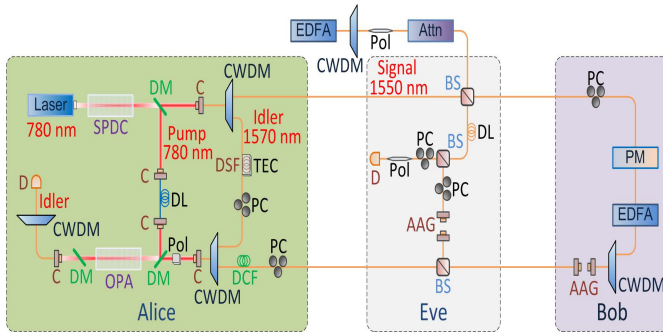 EDFA
CWDM
Pol
Attn
Signal
1550 nm
BS
DM
C
CWDM
Laser
780 nm
SPDC
Pump
780 nm
Idler
1570 nm
DSF
TEC
PC
D
Idler
CWDM
C
DL
C
C
DM
OPA
DM
Pol
C
CWDM
DCF
PC
Alice
BS
DL
PC
D
Pol
PC
AAG
BS
Eve
PC
PM
EDFA
AAG
CWDM
Bob